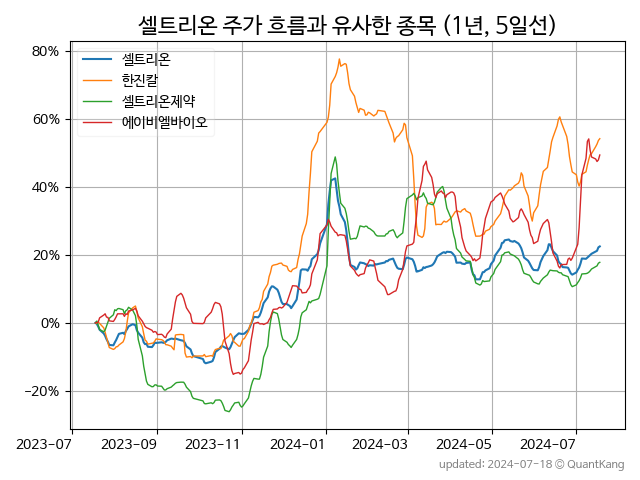 셀트리온 주가 흐름과 유사한 종목 (1년, 5일선)
셀트리온
한진칼
셀트리온제약
에이비엘바이오
80%
60%
40%
20%
0%
−20%
2023-07 2023-09 2023-11 2024-01 2024-03 2024-05 2024-07
updated: 2024-07-18 © QuantKang